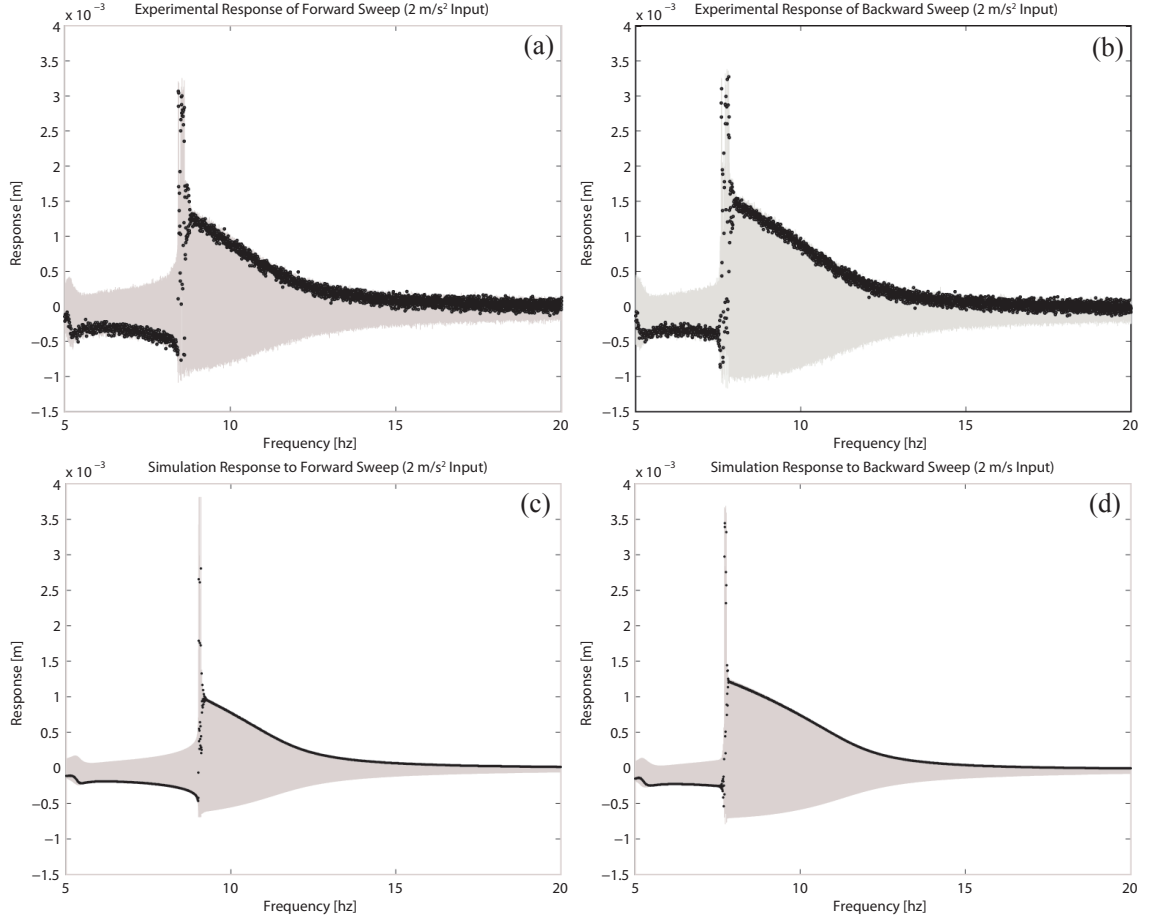 Experimental Response of Forward Sweep (2 m/s² Input)
x 10⁻³
(a)
4
3.5
3
2.5
2
1.5
1
0.5
0
−0.5
−1
−1.5
Response [m]
5 10 15 20
Frequency [hz]
Experimental Response of Backward Sweep (2 m/s² Input)
x 10⁻³
(b)
4
3.5
3
2.5
2
1.5
1
0.5
0
−0.5
−1
−1.5
Response [m]
5 10 15 20
Frequency [hz]
Simulation Response to Forward Sweep (2 m/s² Input)
x 10⁻³
(c)
4
3.5
3
2.5
2
1.5
1
0.5
0
−0.5
−1
−1.5
Response [m]
5 10 15 20
Frequency [hz]
Simulation Response to Backward Sweep (2 m/s Input)
x 10⁻³
(d)
4
3.5
3
2.5
2
1.5
1
0.5
0
−0.5
−1
−1.5
Response [m]
5 10 15 20
Frequency [hz]